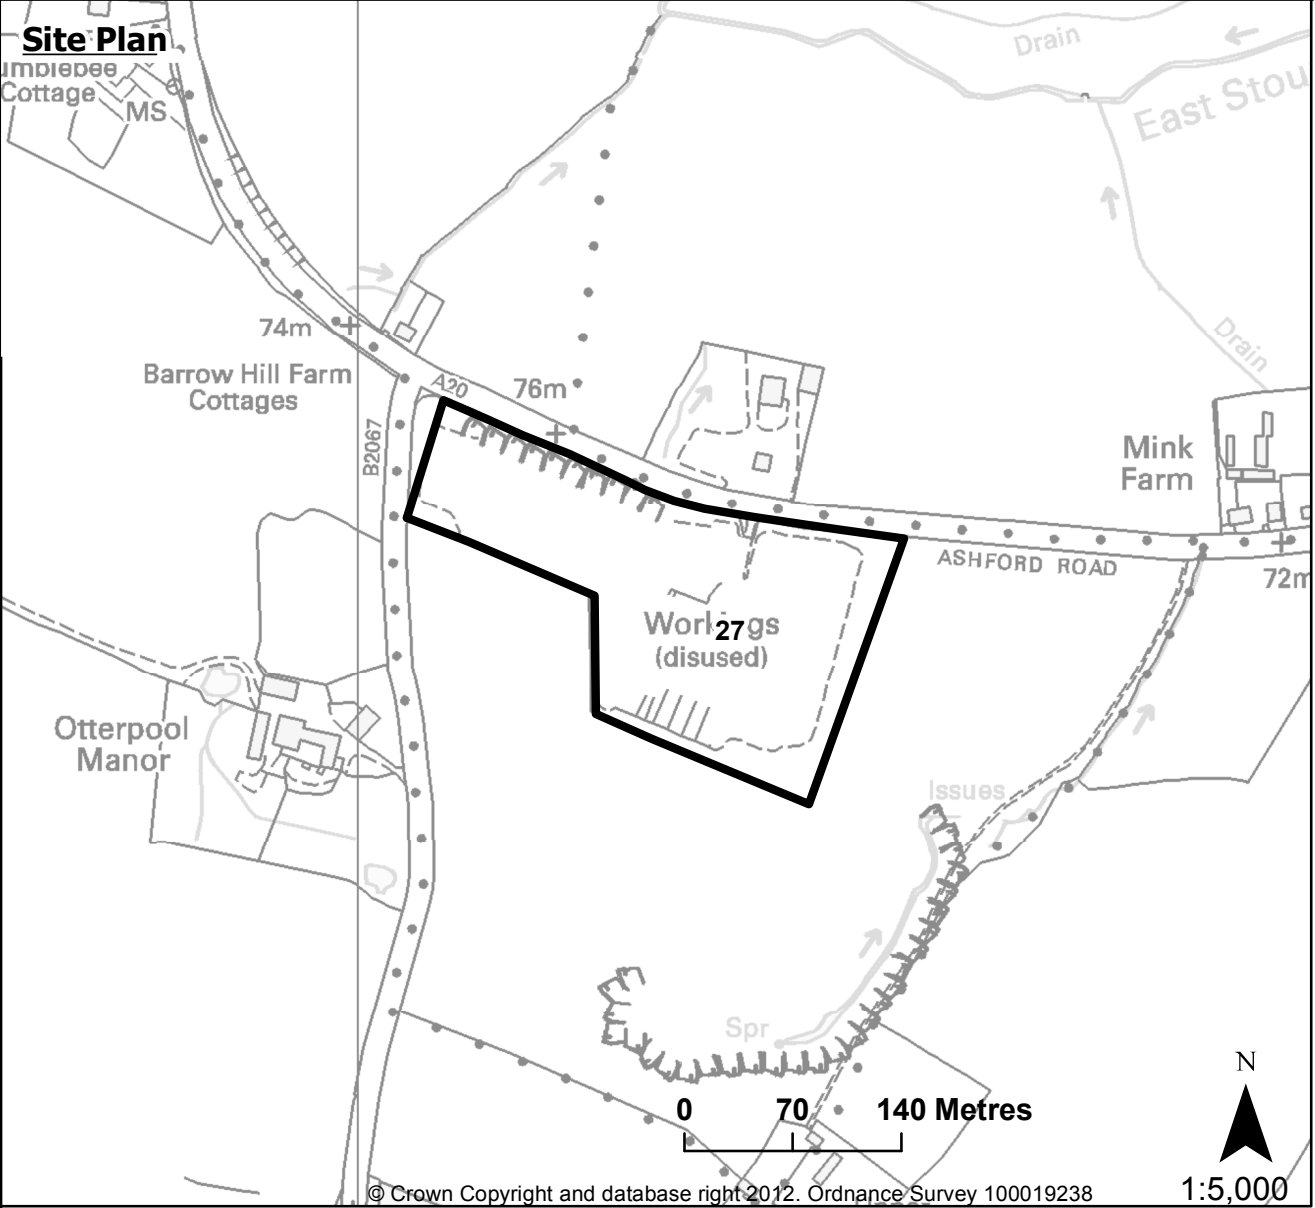 Site Plan
Cottage
MS
Drain
East Stou
74m
Barrow Hill Farm
Cottages
A20
76m
B2067
Drain
Mink
Farm
ASHFORD ROAD
72m
27
(disused)
Otterpool
Manor
Issues
Spr
0 70 140 Metres
N
1:5,000
© Crown Copyright and database right 2012. Ordnance Survey 100019238